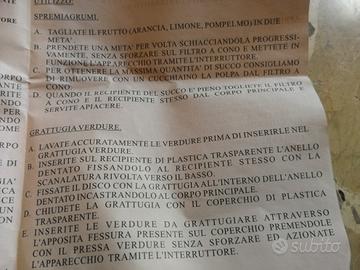 UTILIZZO:
SPREMIAGRUMI.
A. TAGLIATE IL FRUTTO (ARANCIA, LIMONE, POMPELMO) IN DUE
META'.
B. PRENDETE UNA META' PER VOLTA SCHIACCIANDOLA PROGRESSI-
VAMENTE, SENZA SFORZARE SUL FILTRO A CONO E METTETE IN
FUNZIONE L'APPARECCHIO TRAMITE L'INTERRUTTORE.
C. PER OTTENERE LA MASSIMA QUANTITA' DI SUCCO CONSIGLIAMO
DI RIMUOVERE CON UN CUCCHIAINO LA POLPA DAL FILTRO A
CONO.
D. QUANDO IL RECIPIENTE DEL SUCCO E' PIENO TOGLIETE IL FILTRO
A CONO E IL RECIPIENTE STESSO DAL CORPO PRINCIPALE E
SERVITE A PIACERE.
GRATTUGIA VERDURE.
A. LAVATE ACCURATAMENTE LE VERDURE PRIMA DI INSERIRLE NEL
GRATTUGIA VERDURE.
B. INSERITE SUL RECIPIENTE DI PLASTICA TRASPARENTE L'ANELLO
DENTATO FISSANDOLO AL RECIPIENTE STESSO CON LA
SCANALATURA RIVOLTA VERSO IL BASSO.
C. FISSATE IL DISCO CON LA GRATTUGIA ALL'INTERNO DELL'ANELLO
DENTATO INCASTRANDOLO AL CORPO PRINCIPALE.
D. CHIUDETE LA GRATTUGIA CON IL COPERCHIO DI PLASTICA
TRASPARENTE.
E. INSERITE LE VERDURE DA GRATTUGIARE ATTRAVERSO
L'APPOSITA FESSURA PRESENTE SUL COPERCHIO PREMENDOLE
CON IL PRESSA VERDURE SENZA SFORZARE ED AZIONATE
L'APPARECCHIO TRAMITE L'INTERRUTTORE.
subito